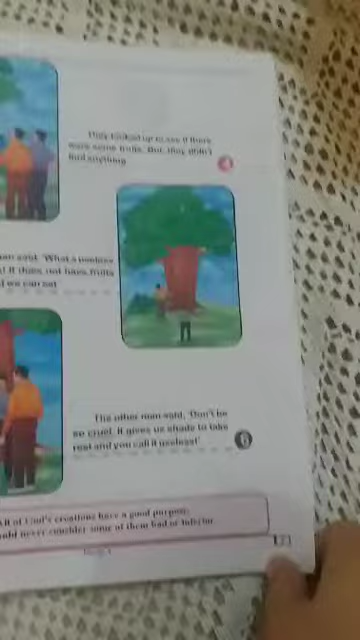 They looked up to see if there
were some fruits. But, they didn't
find anything.
4
said, 'What a useless
it does not have fruits
we can eat
The other man said, 'Don't be
so cruel. It gives us shade to take
rest and you call it useless!'
6
All of God's creations have a good purpose.
never consider some of them bad or inferior.